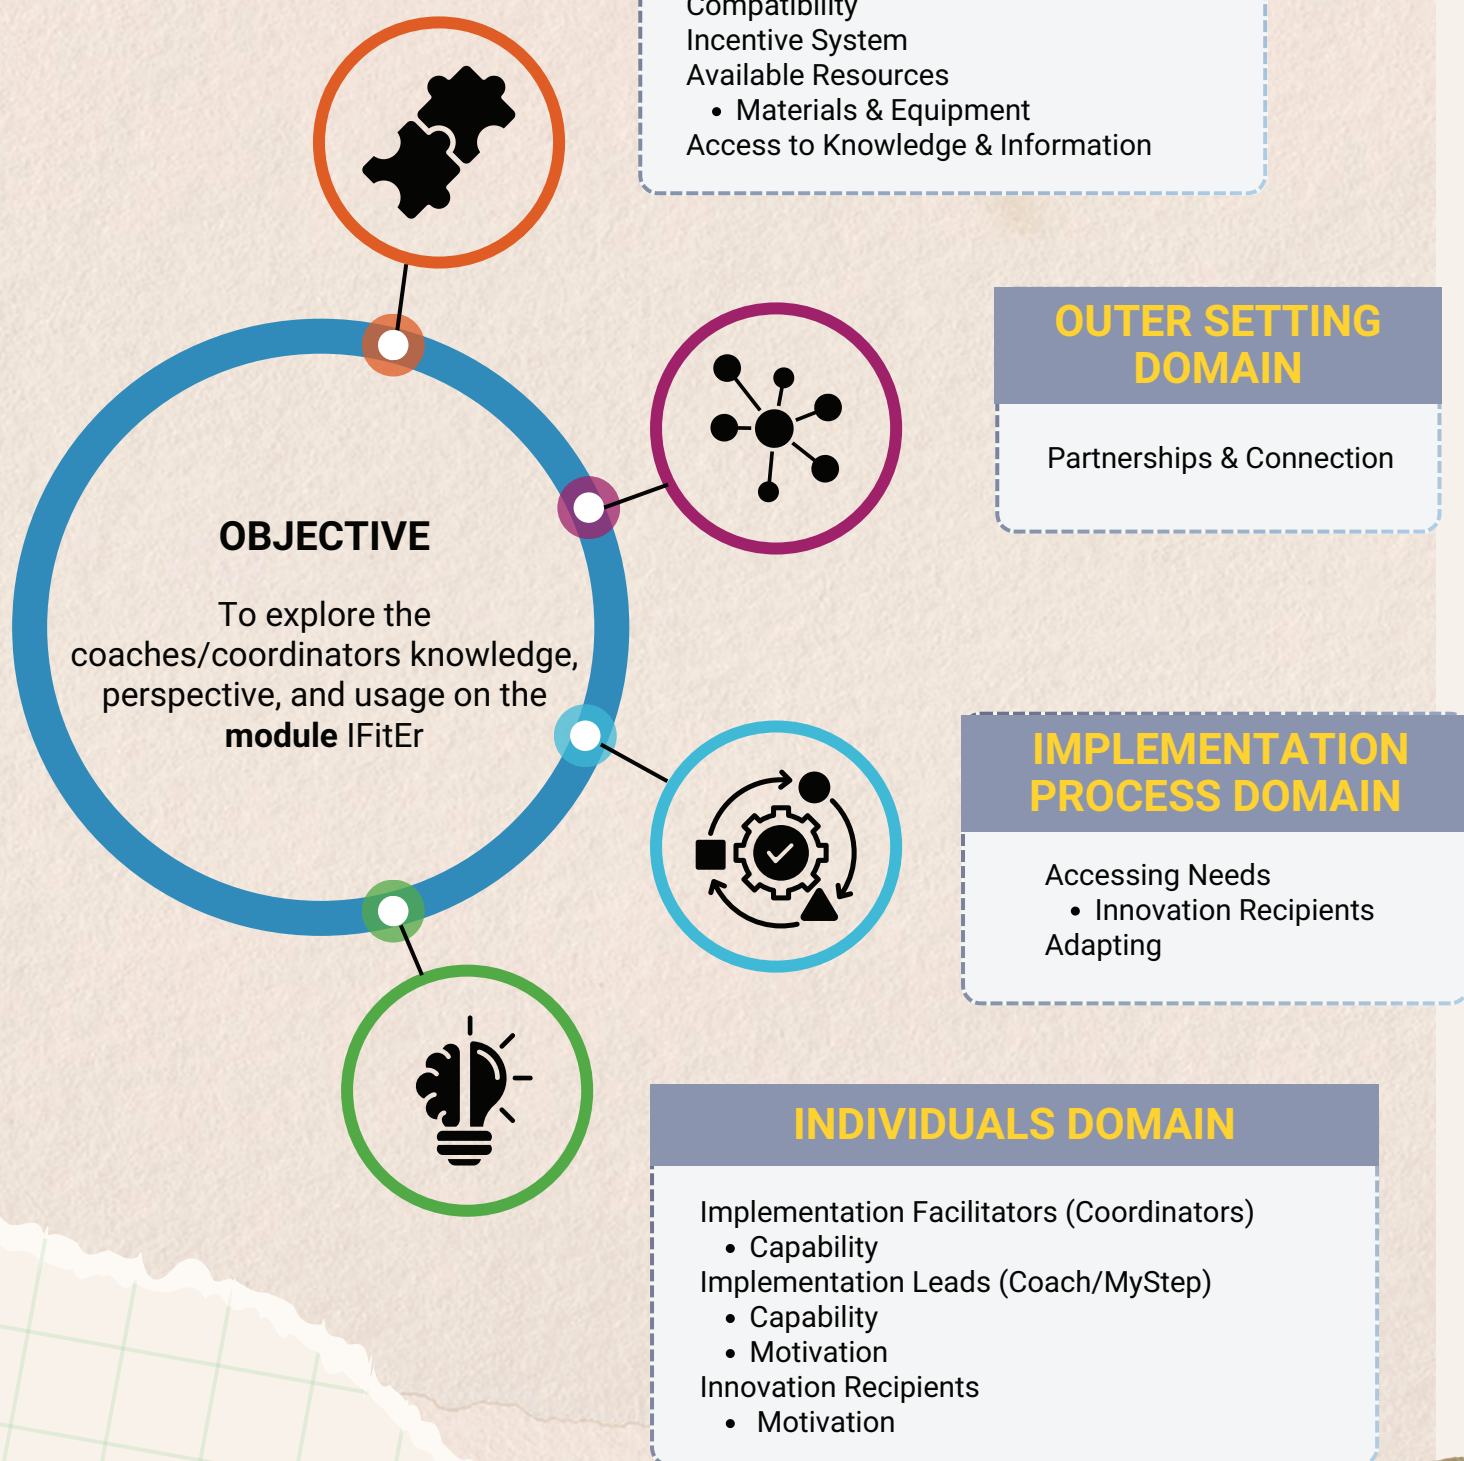 Compatibility
Incentive System
Available Resources
• Materials & Equipment
Access to Knowledge & Information
OUTER SETTING
DOMAIN
Partnerships & Connection
OBJECTIVE
To explore the
coaches/coordinators knowledge,
perspective, and usage on the
module IFitEr
IMPLEMENTATION
PROCESS DOMAIN
Accessing Needs
• Innovation Recipients
Adapting
INDIVIDUALS DOMAIN
Implementation Facilitators (Coordinators)
• Capability
Implementation Leads (Coach/MyStep)
• Capability
• Motivation
Innovation Recipients
• Motivation